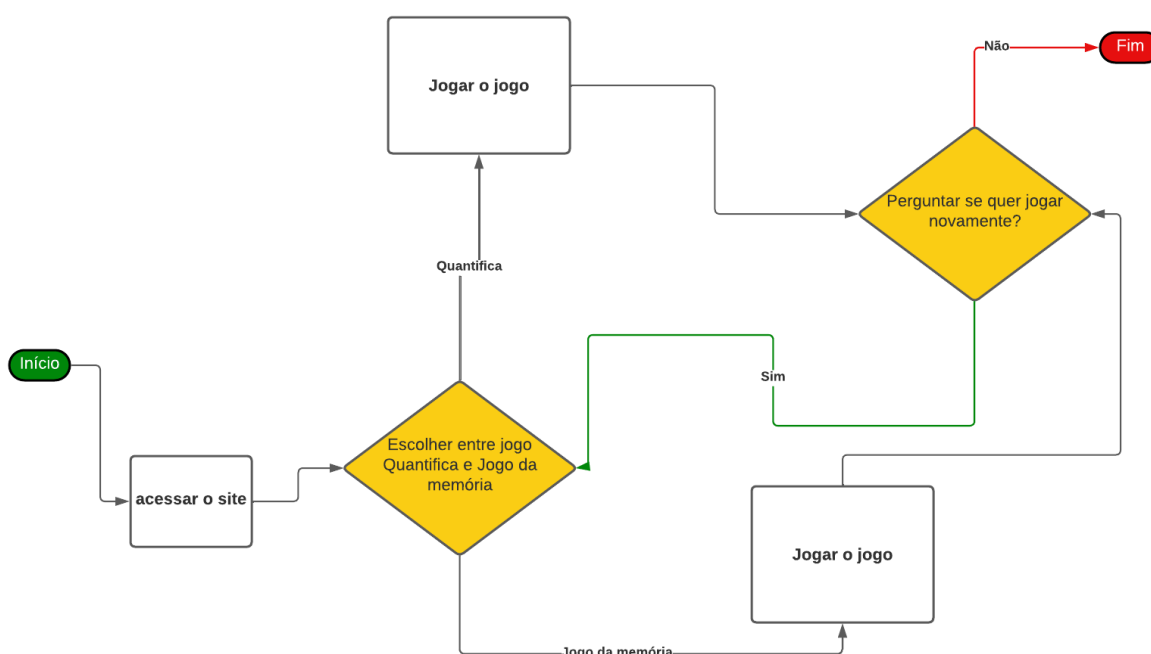 Jogar o jogo
Não
Fim
Perguntar se quer jogar
novamente?
Quantifica
Início
Sim
Escolher entre jogo
Quantifica e Jogo da
memória
acessar o site
Jogar o jogo
Jogo da memória